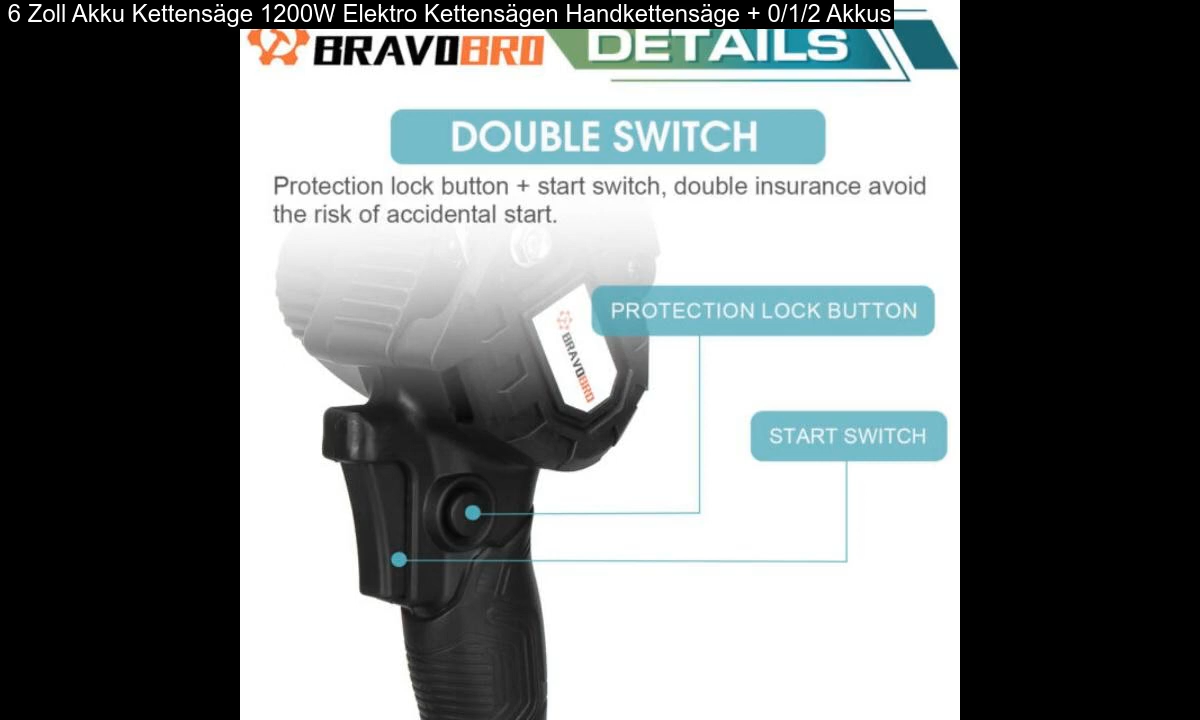 6 Zoll Akku Kettensäge 1200W Elektro Kettensägen Handkettensäge + 0/1/2 Akkus
BRAVOBRO DETAILS
DOUBLE SWITCH
Protection lock button + start switch, double insurance avoid
the risk of accidental start.
PROTECTION LOCK BUTTON
BRAVOBRO
START SWITCH